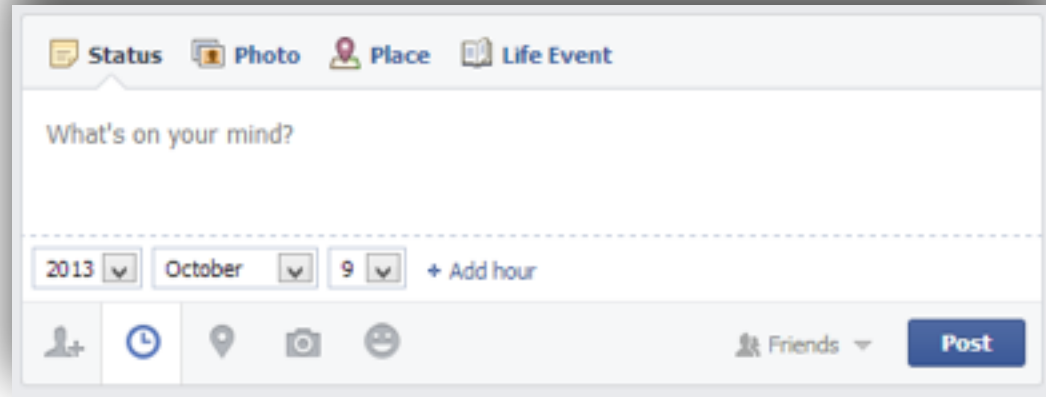 Status Photo Place Life Event
What's on your mind?
2013 October 9 + Add hour
Friends Post